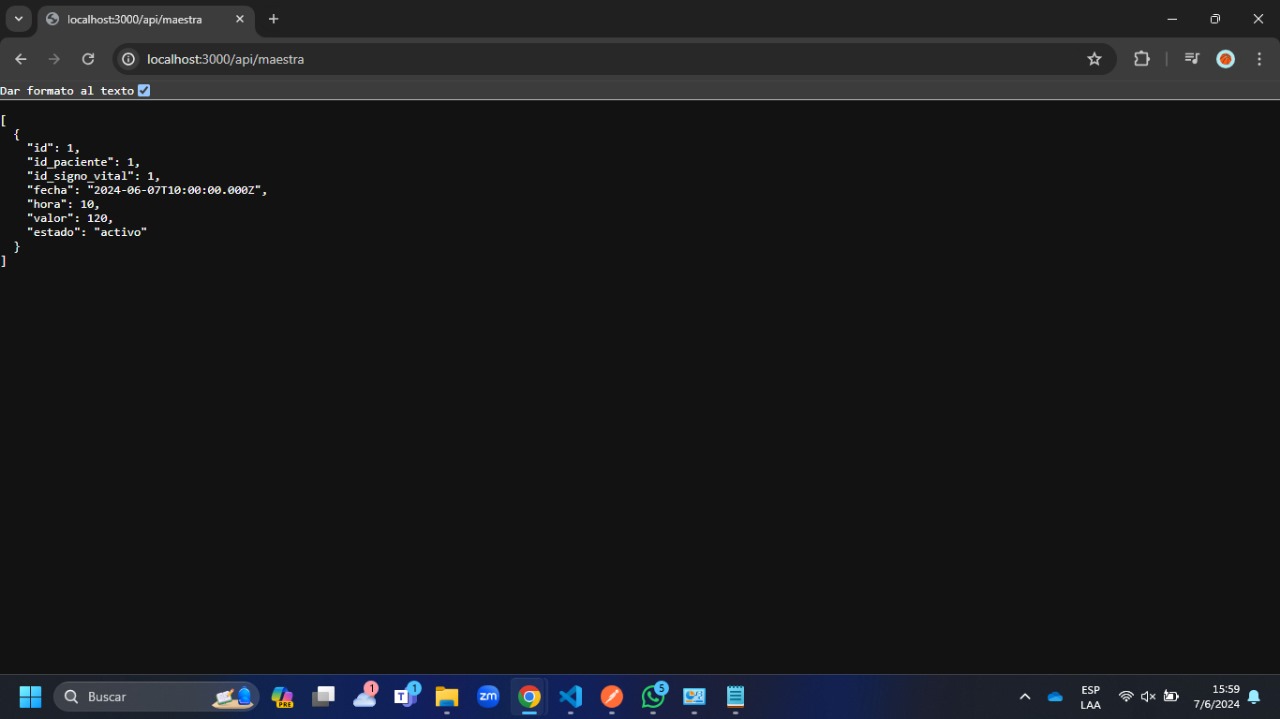 localhost:3000/api/maestra
localhost:3000/api/maestra
Dar formato al texto
[
  {
    "id": 1,
    "id_paciente": 1,
    "id_signo_vital": 1,
    "fecha": "2024-06-07T10:00:00.000Z",
    "hora": 10,
    "valor": 120,
    "estado": "activo"
  }
]
Buscar
PRE
1
T
1
zm
5
ESP
LAA
15:59
7/6/2024